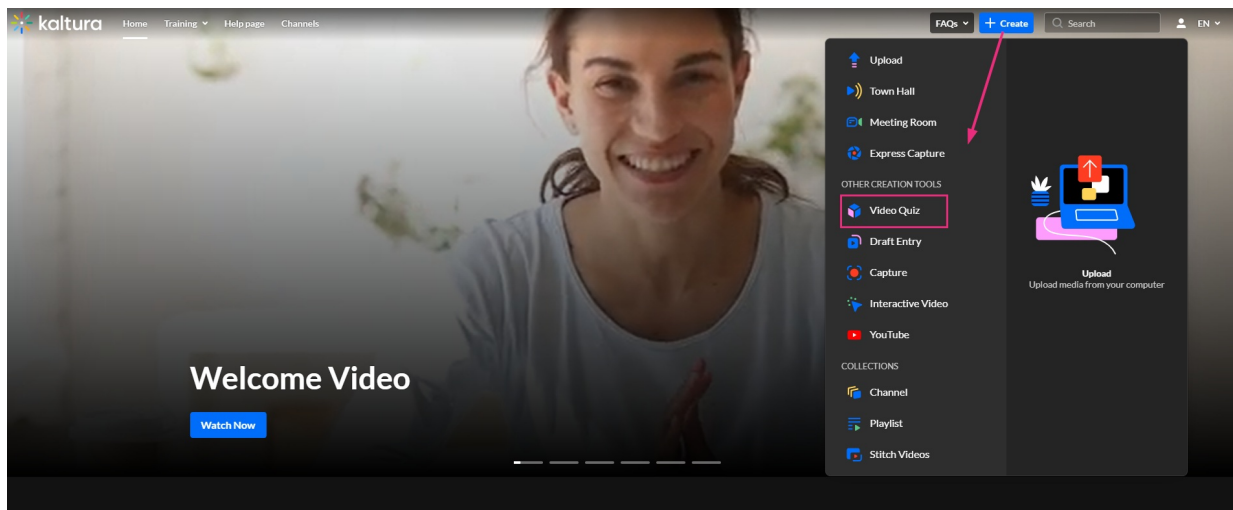 kaltura
Home Training Help page Channels
FAQs + Create Search EN
Upload
Town Hall
Meeting Room
Express Capture
OTHER CREATION TOOLS
Video Quiz
Draft Entry
Capture
Interactive Video
YouTube
COLLECTIONS
Channel
Playlist
Stitch Videos
Upload
Upload media from your computer
Welcome Video
Watch Now